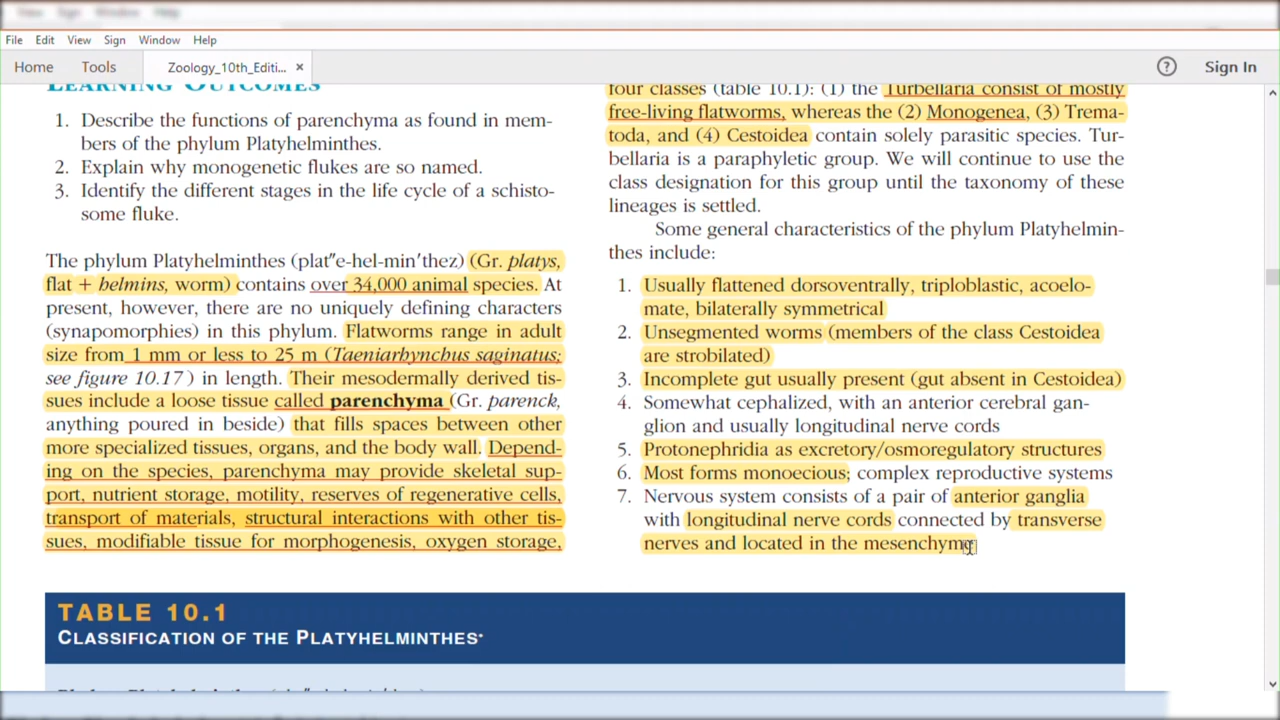 View Sign Window Help
File Edit View Sign Window Help
Home Tools Zoology_10th_Editi... × ? Sign In
LEARNING OUTCOMES
1. Describe the functions of parenchyma as found in mem-
bers of the phylum Platyhelminthes.
2. Explain why monogenetic flukes are so named.
3. Identify the different stages in the life cycle of a schisto-
some fluke.
The phylum Platyhelminthes (plat″e-hel-min′thez) (Gr. platys,
flat + helmins, worm) contains over 34,000 animal species. At
present, however, there are no uniquely defining characters
(synapomorphies) in this phylum. Flatworms range in adult
size from 1 mm or less to 25 m (Taeniarhynchus saginatus;
see figure 10.17) in length. Their mesodermally derived tis-
sues include a loose tissue called parenchyma (Gr. parenck,
anything poured in beside) that fills spaces between other
more specialized tissues, organs, and the body wall. Depend-
ing on the species, parenchyma may provide skeletal sup-
port, nutrient storage, motility, reserves of regenerative cells,
transport of materials, structural interactions with other tis-
sues, modifiable tissue for morphogenesis, oxygen storage,
four classes (table 10.1): (1) the Turbellaria consist of mostly
free-living flatworms, whereas the (2) Monogenea, (3) Trema-
toda, and (4) Cestoidea contain solely parasitic species. Tur-
bellaria is a paraphyletic group. We will continue to use the
class designation for this group until the taxonomy of these
lineages is settled.
Some general characteristics of the phylum Platyhelmin-
thes include:
1. Usually flattened dorsoventrally, triploblastic, acoelo-
mate, bilaterally symmetrical
2. Unsegmented worms (members of the class Cestoidea
are strobilated)
3. Incomplete gut usually present (gut absent in Cestoidea)
4. Somewhat cephalized, with an anterior cerebral gan-
glion and usually longitudinal nerve cords
5. Protonephridia as excretory/osmoregulatory structures
6. Most forms monoecious; complex reproductive systems
7. Nervous system consists of a pair of anterior ganglia
with longitudinal nerve cords connected by transverse
nerves and located in the mesenchyme
TABLE 10.1
CLASSIFICATION OF THE PLATYHELMINTHES*